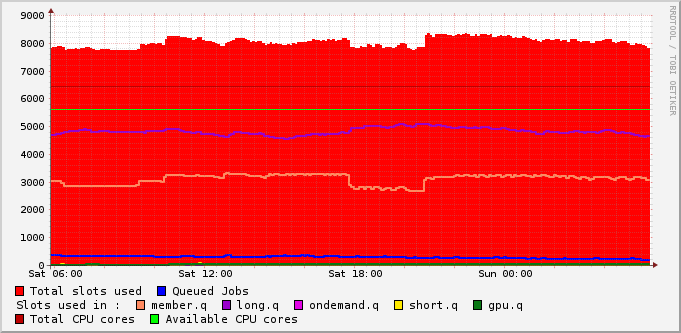 9000
8000
7000
6000
5000
4000
3000
2000
1000
0
Sat 06:00 Sat 12:00 Sat 18:00 Sun 00:00
Total slots used Queued Jobs
Slots used in : member.q long.q ondemand.q short.q gpu.q
Total CPU cores Available CPU cores
RRDTOOL / TOBI OETIKER